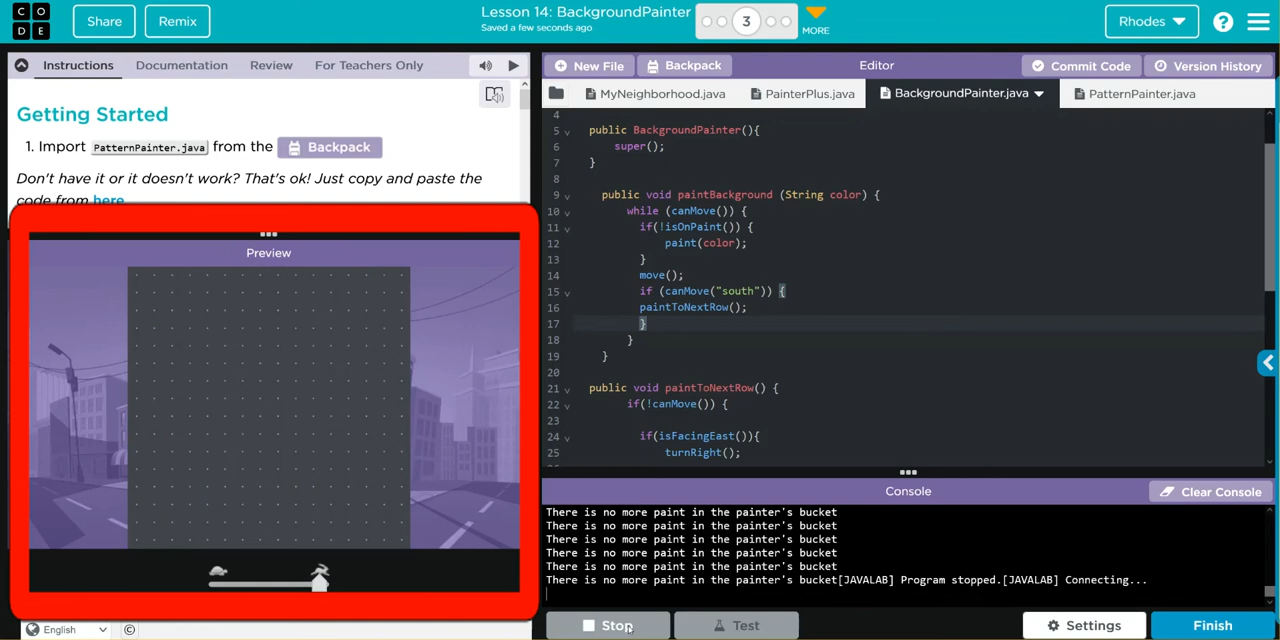 C O
D E
Share
Remix
Lesson 14: BackgroundPainter
Saved a few seconds ago
3
MORE
Rhodes
?
Instructions
Documentation
Review
For Teachers Only
Getting Started
1. Import PatternPainter.java from the Backpack
Don't have it or it doesn't work? That's ok! Just copy and paste the
code from here
Preview
English
©
New File
Backpack
Editor
Commit Code
Version History
MyNeighborhood.java
PainterPlus.java
BackgroundPainter.java
PatternPainter.java
4
5 public BackgroundPainter(){
6 super();
7 }
8
9 public void paintBackground (String color) {
10 while (canMove()) {
11 if(!isOnPaint()) {
12 paint(color);
13 }
14 move();
15 if (canMove("south")) {
16 paintToNextRow();
17 }
18 }
19 }
20
21 public void paintToNextRow() {
22 if(!canMove()) {
23
24 if(isFacingEast()){
25 turnRight();
Console
Clear Console
There is no more paint in the painter's bucket
There is no more paint in the painter's bucket
There is no more paint in the painter's bucket
There is no more paint in the painter's bucket
There is no more paint in the painter's bucket
There is no more paint in the painter's bucket[JAVALAB] Program stopped.[JAVALAB] Connecting...
Stop
Test
Settings
Finish